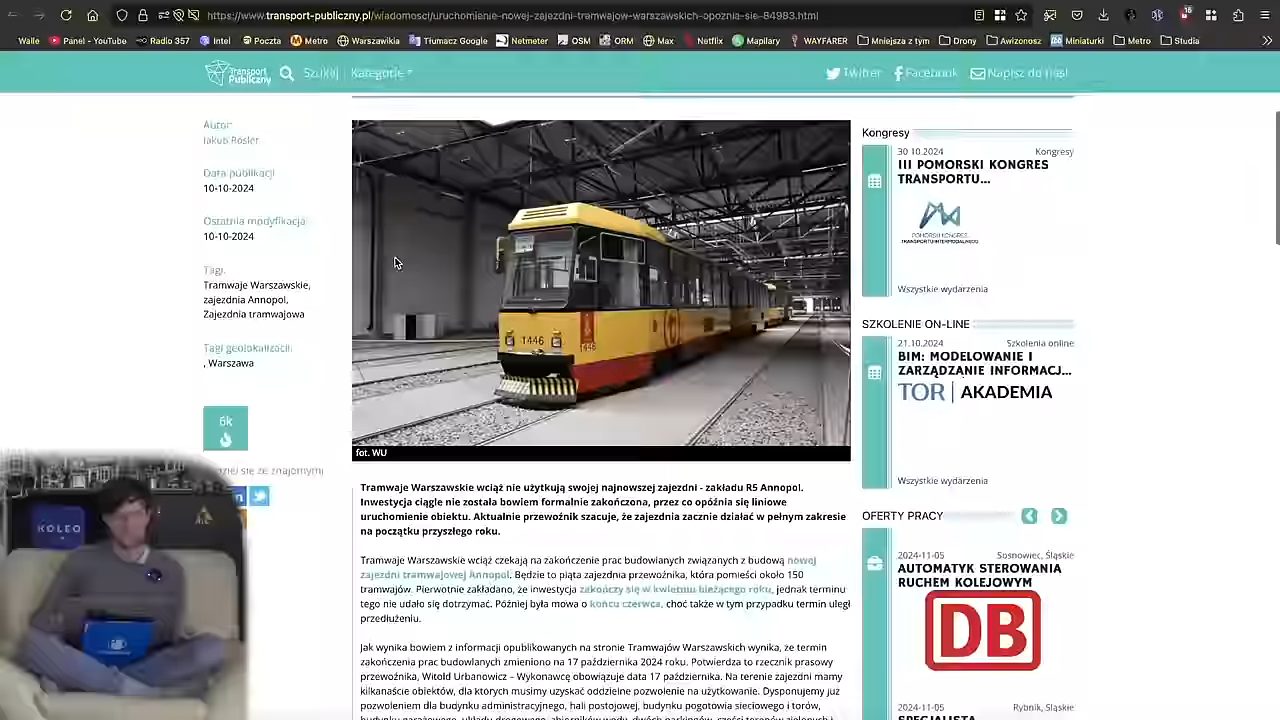 https://www.transport-publiczny.pl/wiadomosci/uruchomienie-nowej-zajezdni-tramwajow-warszawskich-opoznia-sie-84983.html
Walle Panel - YouTube Radio 357 Intel Poczta Metro Warszawikia Tłumacz Google Netmeter OSM ORM Max Netflix Mapilary WAYFARER Mniejsza z tym Drony Awizonosz Miniaturki Metro Studia
Transport Publiczny Szukaj Kategorie Twitter Facebook Napisz do nas!
Autor:
Jakub Rösler
Data publikacji:
10-10-2024
Ostatnia modyfikacja:
10-10-2024
Tagi:
Tramwaje Warszawskie,
zajezdnia Annopol,
Zajezdnia tramwajowa
Tagi geolokalizacji:
, Warszawa
6k
się ze znajomymi
KOLEO
T446
fot. WU
Tramwaje Warszawskie wciąż nie użytkują swojej najnowszej zajezdni - zakładu R5 Annopol.
Inwestycja ciągle nie została bowiem formalnie zakończona, przez co opóźnia się liniowe
uruchomienie obiektu. Aktualnie przewoźnik szacuje, że zajezdnia zacznie działać w pełnym zakresie
na początku przyszłego roku.
Tramwaje Warszawskie wciąż czekają na zakończenie prac budowlanych związanych z budową nowej
zajezdni tramwajowej Annopol. Będzie to piąta zajezdnia przewoźnika, która pomieści około 150
tramwajów. Pierwotnie zakładano, że inwestycja zakończy się w kwietniu bieżącego roku, jednak terminu
tego nie udało się dotrzymać. Później była mowa o końcu czerwca, choć także w tym przypadku termin uległ
przedłużeniu.
Jak wynika bowiem z informacji opublikowanych na stronie Tramwajów Warszawskich wynika, że termin
zakończenia prac budowlanych zmieniono na 17 października 2024 roku. Potwierdza to rzecznik prasowy
przewoźnika, Witold Urbanowicz – Wykonawcę obowiązuje data 17 października. Na terenie zajezdni mamy
kilkanaście obiektów, dla których musimy uzyskać oddzielne pozwolenie na użytkowanie. Dysponujemy już
pozwoleniem dla budynku administracyjnego, hali postojowej, budynku pogotowia sieciowego i torów,
Kongresy
30.10.2024 Kongresy
III POMORSKI KONGRES
TRANSPORTU...
POMORSKI KONGRES
TRANSPORTU INTERMODALNEGO
Wszystkie wydarzenia
SZKOLENIE ON-LINE
21.10.2024 Szkolenia online
BIM: MODELOWANIE I
ZARZĄDZANIE INFORMACJ...
TOR | AKADEMIA
Wszystkie wydarzenia
OFERTY PRACY
2024-11-05 Sosnowiec, Śląskie
AUTOMATYK STEROWANIA
RUCHEM KOLEJOWYM
DB
2024-11-05 Rybnik, Śląskie
SPECJALISTA